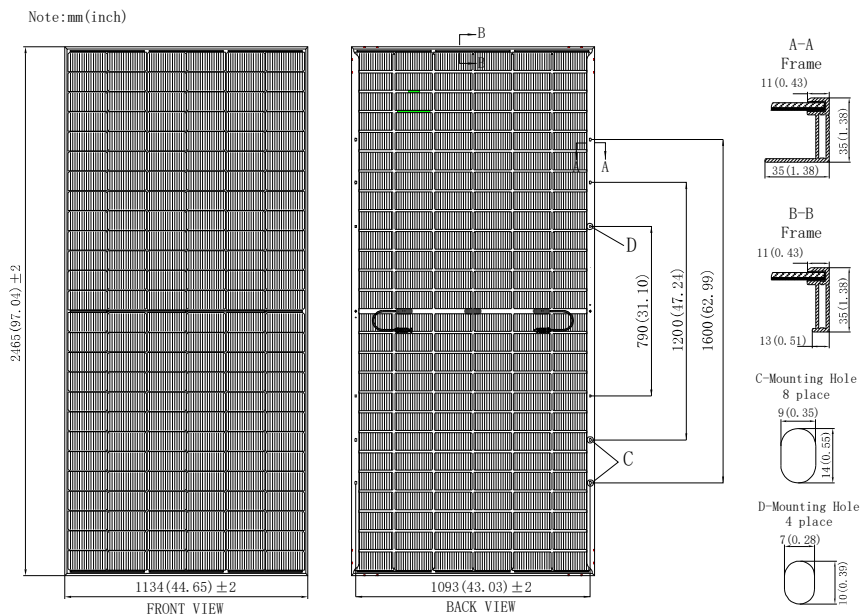 Note:mm(inch)
B
B
A
A
D
C
2465(97.04)±2
790(31.10)
1200(47.24)
1600(62.99)
1134(44.65)±2
FRONT VIEW
1093(43.03)±2
BACK VIEW
A-A
Frame
11(0.43)
35(1.38)
35(1.38)
B-B
Frame
11(0.43)
35(1.38)
13(0.51)
C-Mounting Hole
8 place
9(0.35)
14(0.55)
D-Mounting Hole
4 place
7(0.28)
10(0.39)